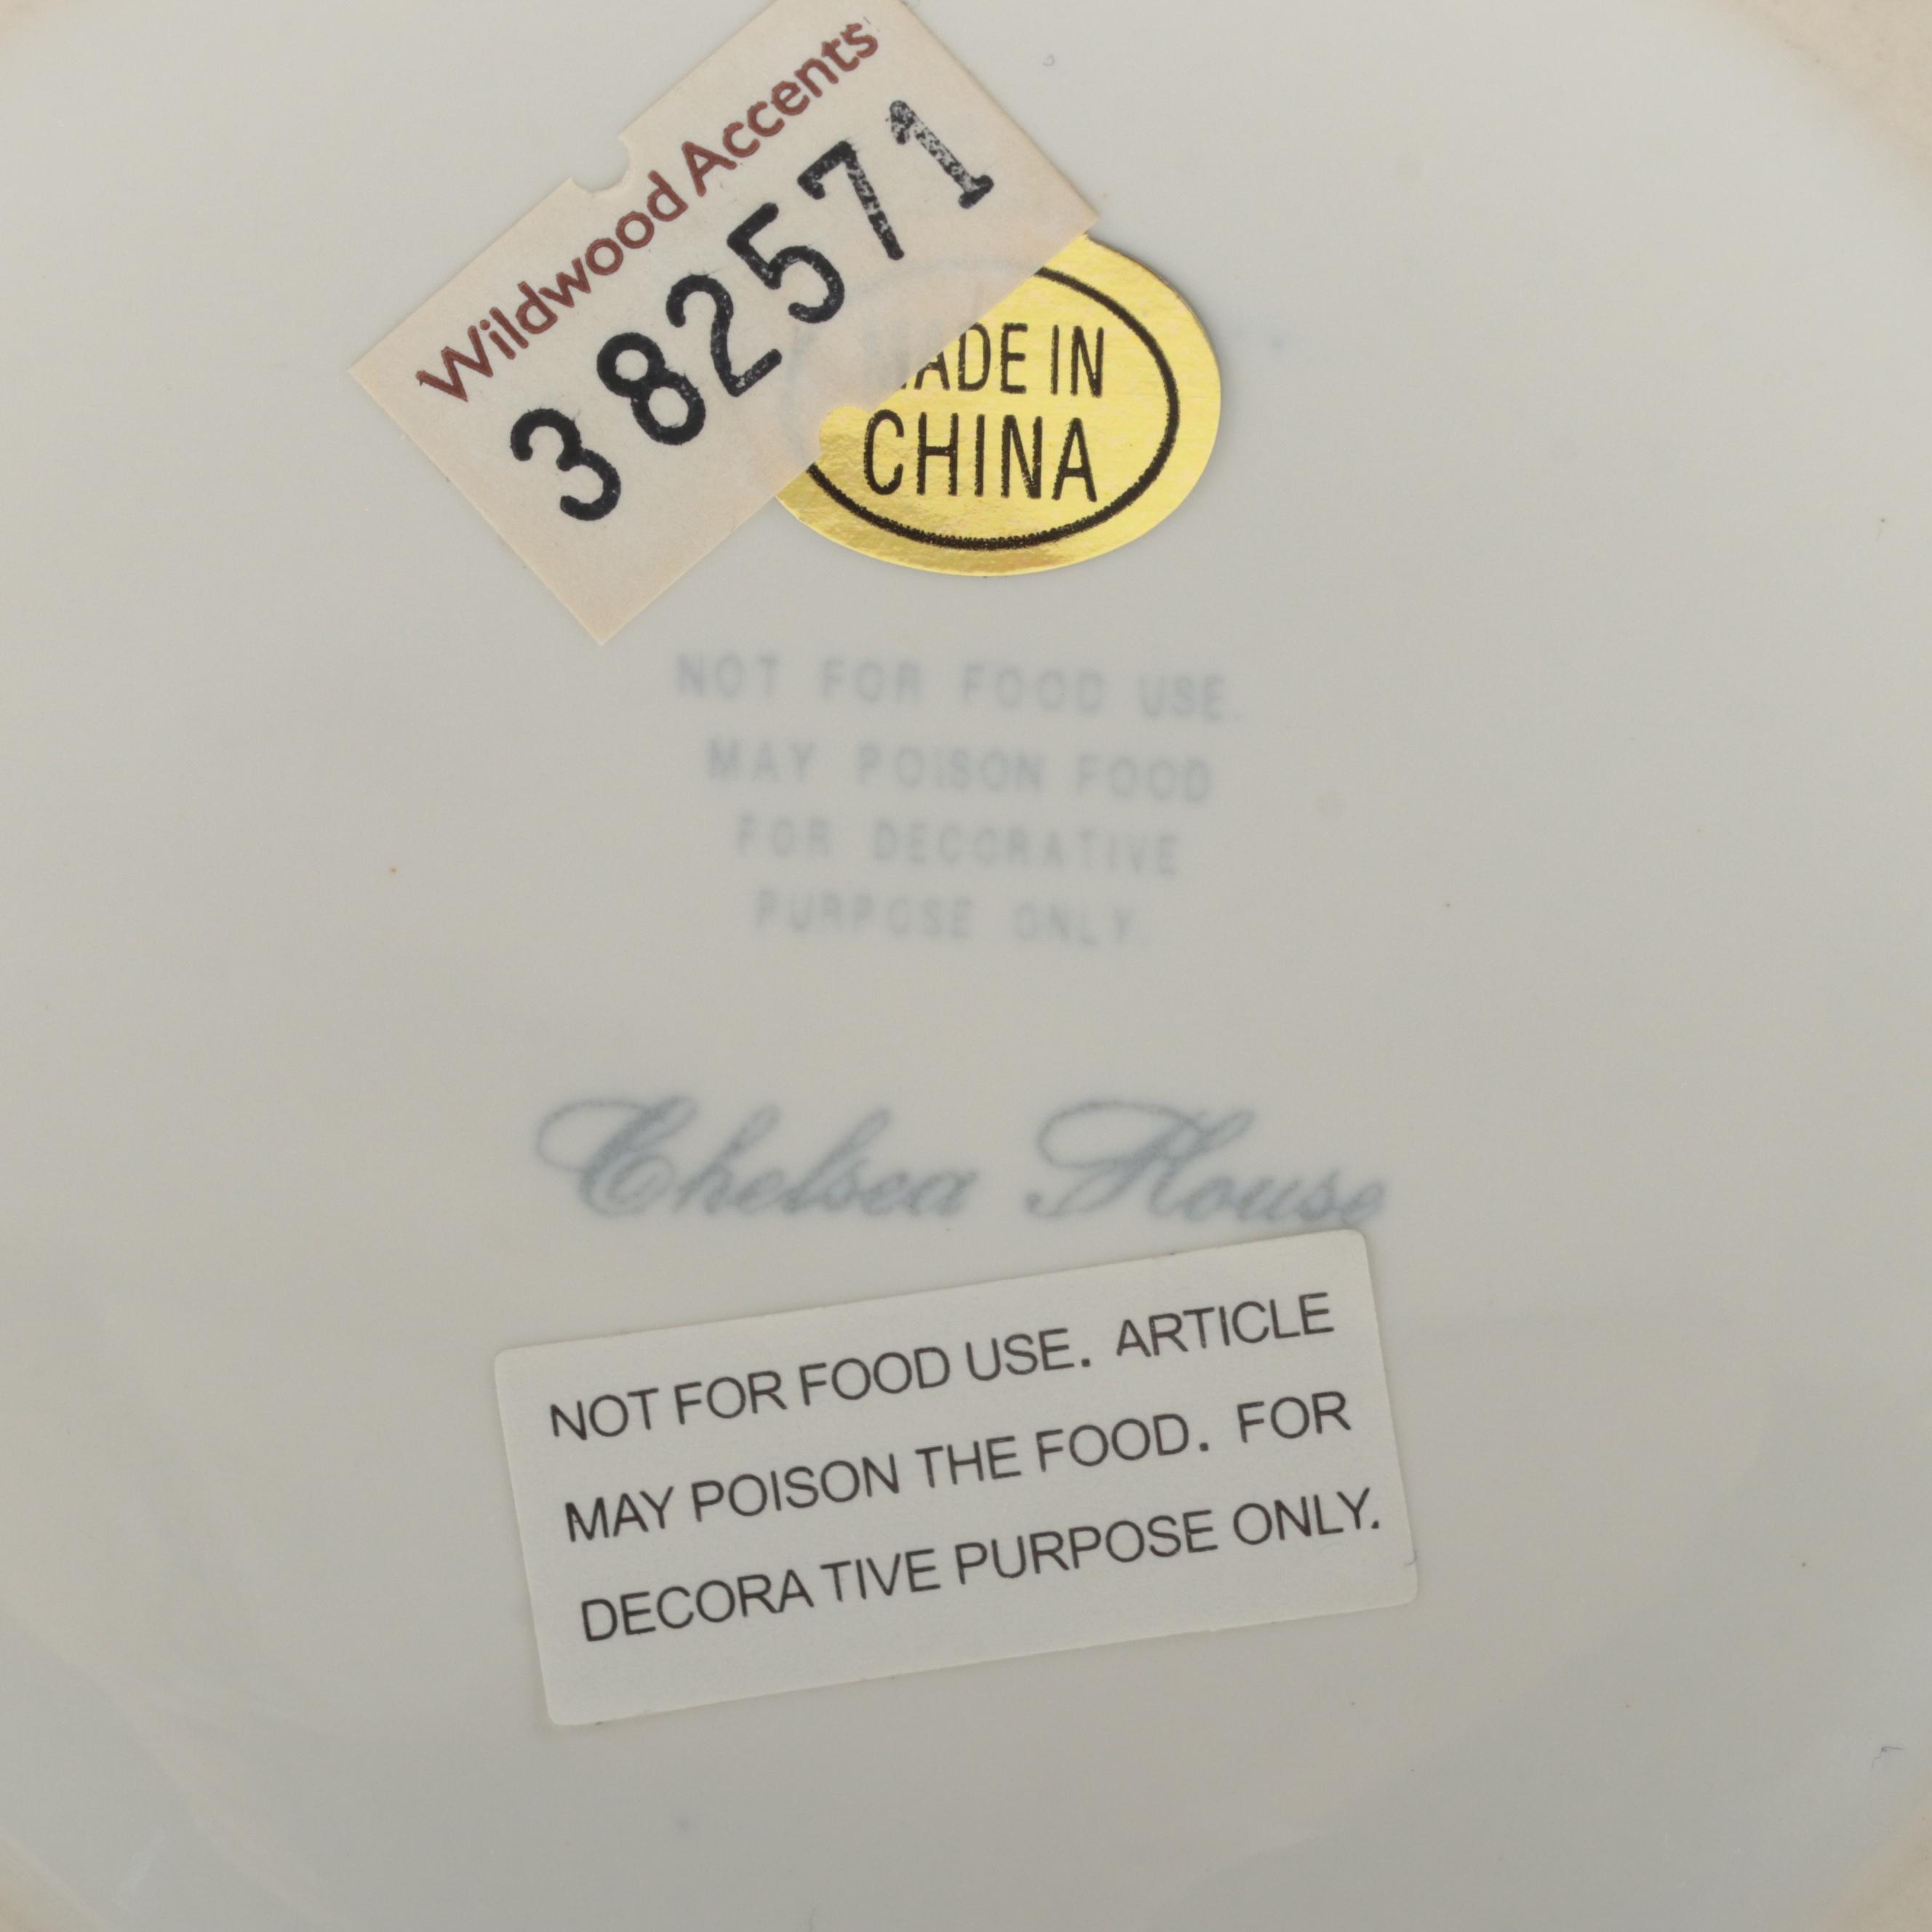 Wildwood Accents
382571
MADE IN
CHINA
NOT FOR FOOD USE.
MAY POISON FOOD
FOR DECORATIVE
PURPOSE ONLY.
Chelsea House
NOT FOR FOOD USE. ARTICLE
MAY POISON THE FOOD. FOR
DECORA TIVE PURPOSE ONLY.